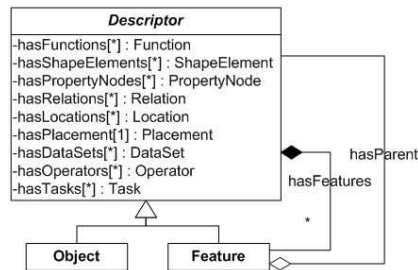 Descriptor
-hasFunctions[*] : Function
-hasShapeElements[*] : ShapeElement
-hasPropertyNodes[*] : PropertyNode
-hasRelations[*] : Relation
-hasLocations[*] : Location
-hasPlacement[1] : Placement
-hasDataSets[*] : DataSet
-hasOperators[*] : Operator
-hasTasks[*] : Task
hasParent
hasFeatures
*
Object
Feature